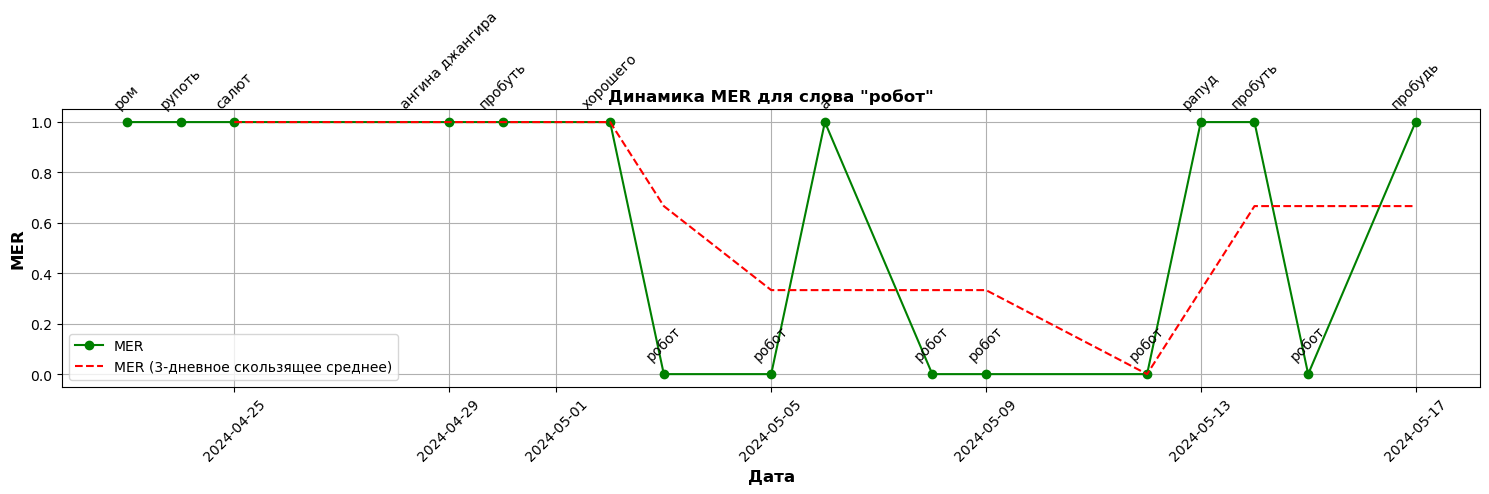 ром
рупоть
салют
ангина джангира
пробуть
хорошего
рапуд
пробуть
пробудь
Динамика MER для слова "робот"
1.0
0.8
0.6
0.4
0.2
0.0
MER
робот
робот
робот
робот
робот
робот
MER
MER (3-дневное скользящее среднее)
2024-04-25
2024-04-29
2024-05-01
2024-05-05
2024-05-09
2024-05-13
2024-05-17
Дата